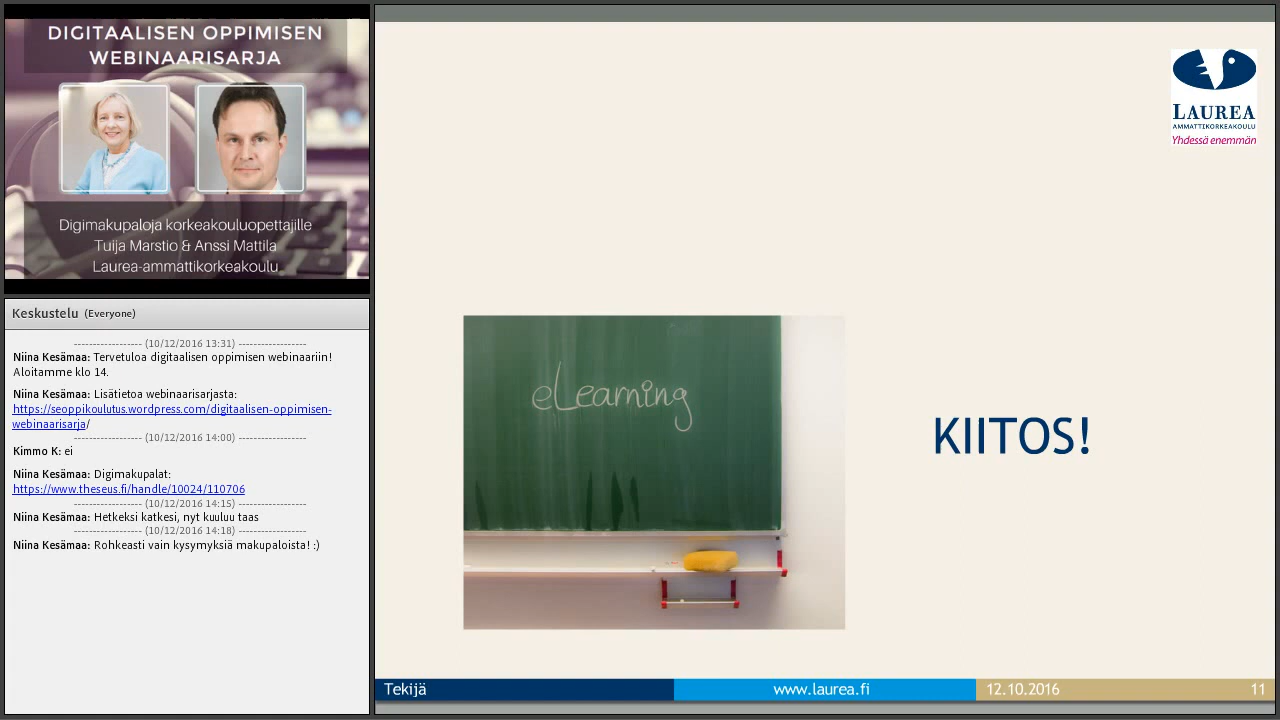 DIGITAALISEN OPPIMISEN
WEBINAARISARJA
Digimakupaloja korkeakouluopettajille
Tuija Marstio & Anssi Mattila
Laurea-ammattikorkeakoulu
Keskustelu (Everyone)
------------------ (10/12/2016 13:31) ------------------
Niina Kesämaa: Tervetuloa digitaalisen oppimisen webinaariin!
Aloitamme klo 14.
Niina Kesämaa: Lisätietoa webinaarisarjasta:
https://seoppikoulutus.wordpress.com/digitaalisen-oppimisen-
webinaarisarja/
------------------ (10/12/2016 14:00) ------------------
Kimmo K: ei
Niina Kesämaa: Digimakupalat:
https://www.theseus.fi/handle/10024/110706
------------------ (10/12/2016 14:15) ------------------
Niina Kesämaa: Hetkeksi katkesi, nyt kuuluu taas
------------------ (10/12/2016 14:18) ------------------
Niina Kesämaa: Rohkeasti vain kysymyksiä makupaloista! :)
LAUREA
AMMATTIKORKEAKOULU
Yhdessä enemmän
eLearning
KIITOS!
Tekijä
www.laurea.fi
12.10.2016
11